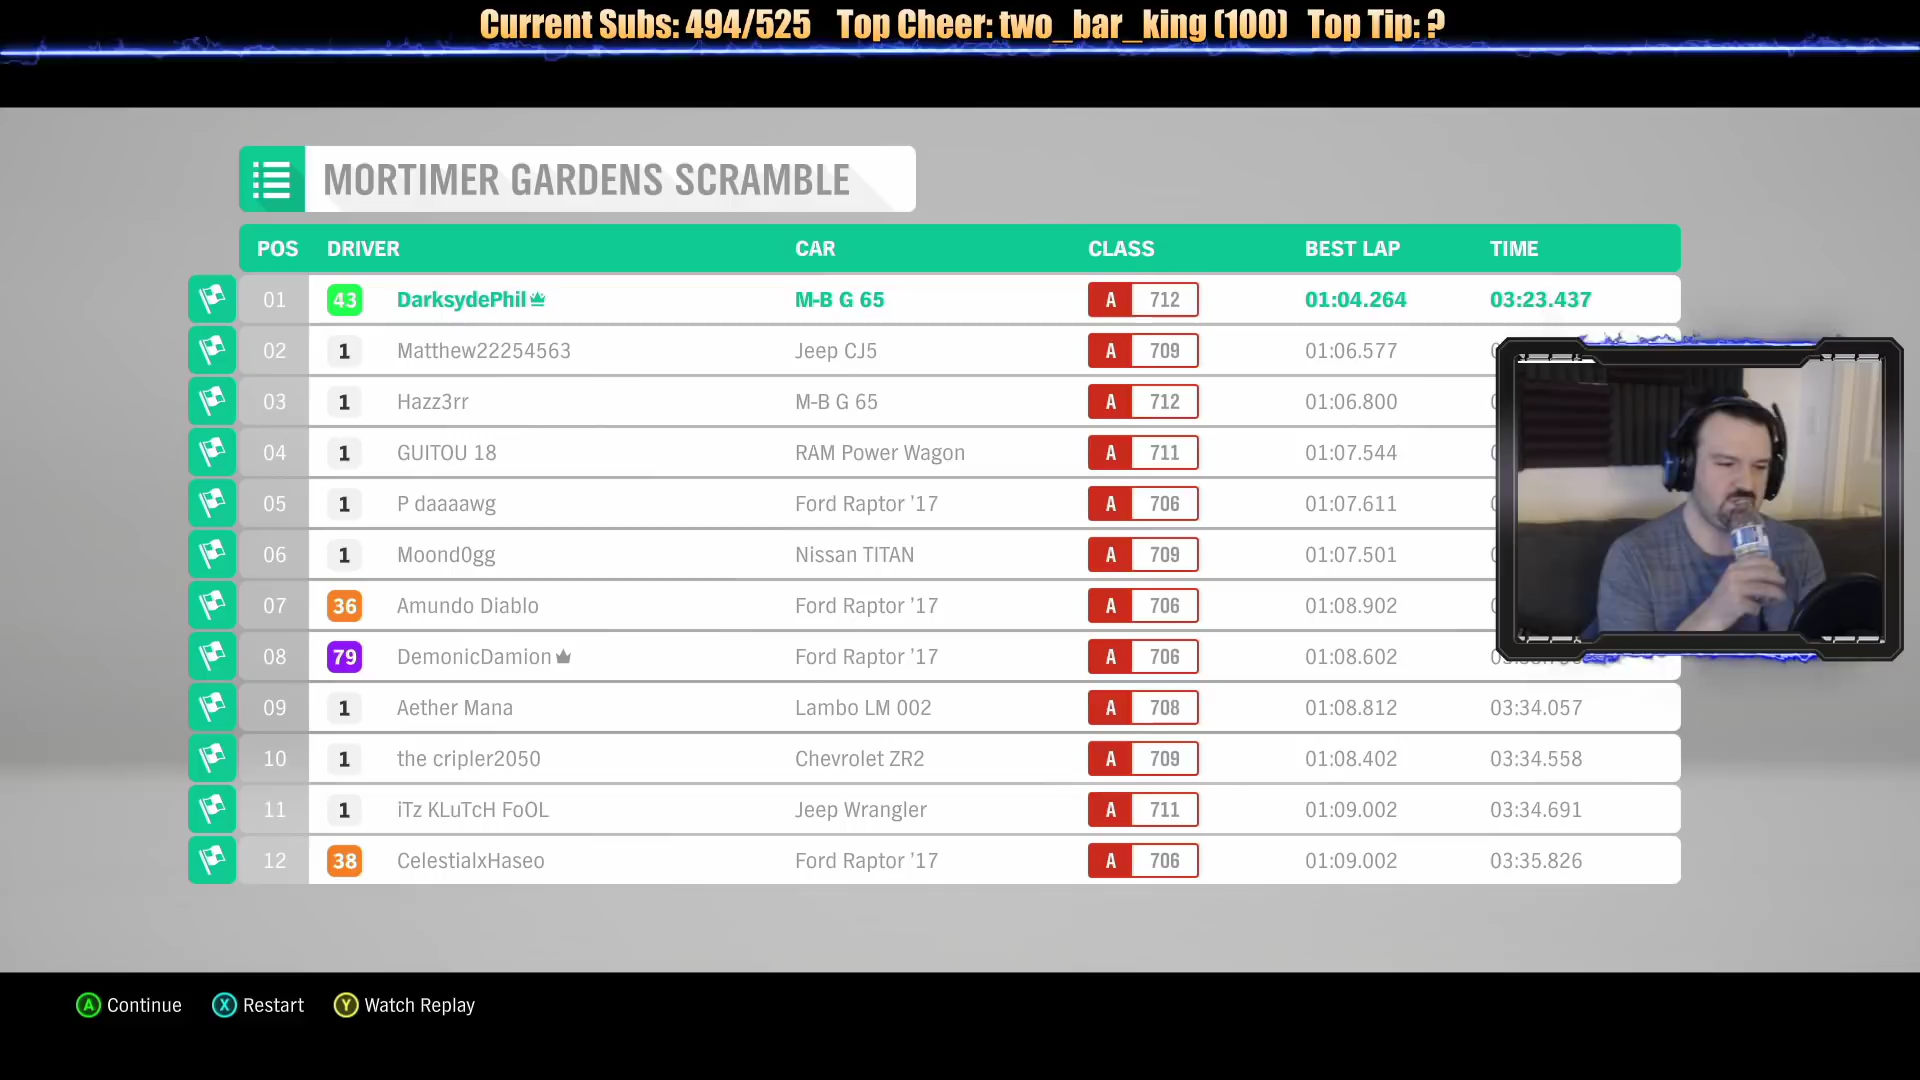 Current Subs: 494/525 Top Cheer: two_bar_king (100) Top Tip: ?
MORTIMER GARDENS SCRAMBLE
POS DRIVER CAR CLASS BEST LAP TIME
01 43 DarksydePhil M-B G 65 A 712 01:04.264 03:23.437
02 1 Matthew22254563 Jeep CJ5 A 709 01:06.577
03 1 Hazz3rr M-B G 65 A 712 01:06.800
04 1 GUITOU 18 RAM Power Wagon A 711 01:07.544
05 1 P daaaawg Ford Raptor '17 A 706 01:07.611
06 1 Moond0gg Nissan TITAN A 709 01:07.501
07 36 Amundo Diablo Ford Raptor '17 A 706 01:08.902
08 79 DemonicDamion Ford Raptor '17 A 706 01:08.602
09 1 Aether Mana Lambo LM 002 A 708 01:08.812 03:34.057
10 1 the cripler2050 Chevrolet ZR2 A 709 01:08.402 03:34.558
11 1 iTz KLuTcH FoOL Jeep Wrangler A 711 01:09.002 03:34.691
12 38 CelestialxHaseo Ford Raptor '17 A 706 01:09.002 03:35.826
A Continue X Restart Y Watch Replay